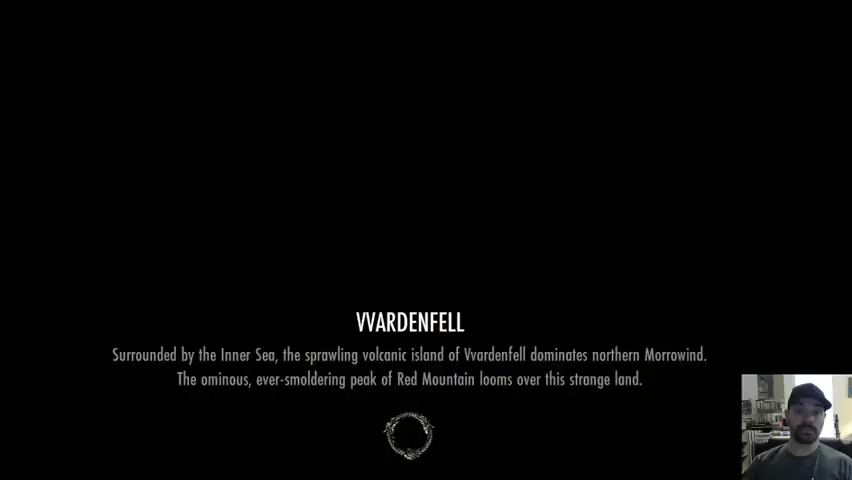 VVARDENFELL
Surrounded by the Inner Sea, the sprawling volcanic island of Vvardenfell dominates northern Morrowind.
The ominous, ever-smoldering peak of Red Mountain looms over this strange land.